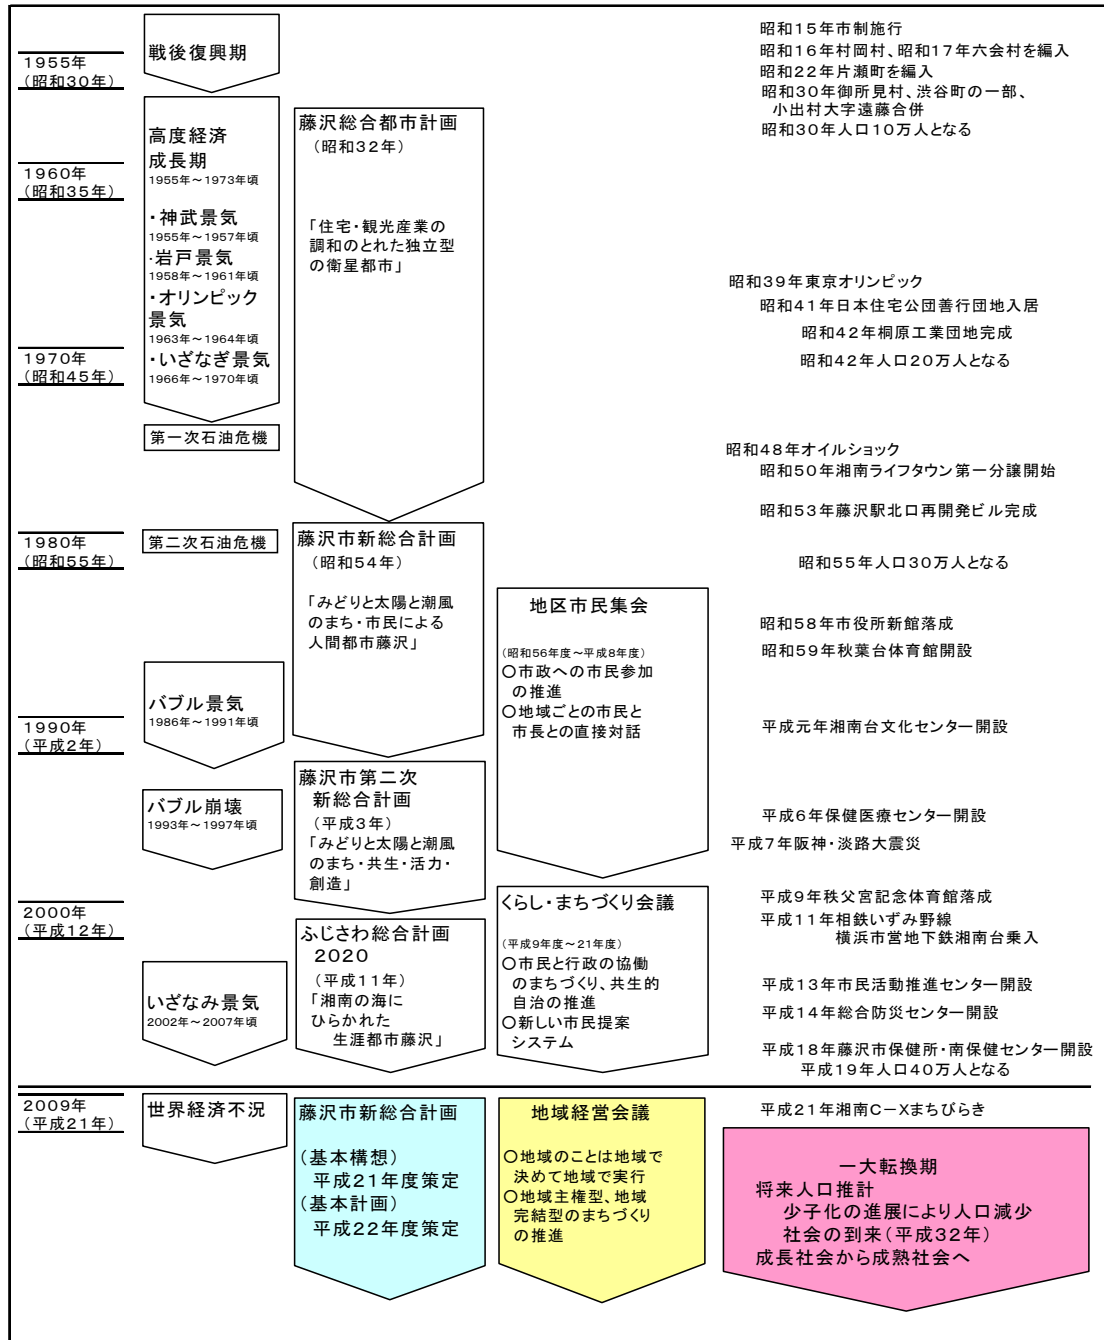 1955年
（昭和30年）
1960年
（昭和35年）
1970年
（昭和45年）
1980年
（昭和55年）
1990年
（平成2年）
2000年
（平成12年）
2009年
（平成21年）
戦後復興期
高度経済
成長期
1955年～1973年頃
・神武景気
1955年～1957年頃
・岩戸景気
1958年～1961年頃
・オリンピック
景気
1963年～1964年頃
・いざなぎ景気
1966年～1970年頃
第一次石油危機
第二次石油危機
バブル景気
1986年～1991年頃
バブル崩壊
1993年～1997年頃
いざなみ景気
2002年～2007年頃
世界経済不況
藤沢総合都市計画
（昭和32年）
「住宅・観光産業の
調和のとれた独立型
の衛星都市」
藤沢市新総合計画
（昭和54年）
「みどりと太陽と潮風
のまち・市民による
人間都市藤沢」
藤沢市第二次
新総合計画
（平成3年）
「みどりと太陽と潮風
のまち・共生・活力・
創造」
ふじさわ総合計画
2020
（平成11年）
「湘南の海に
ひらかれた
生涯都市藤沢」
藤沢市新総合計画
（基本構想）
平成21年度策定
（基本計画）
平成22年度策定
地区市民集会
（昭和56年度～平成8年度）
○市政への市民参加
の推進
○地域ごとの市民と
市長との直接対話
くらし・まちづくり会議
（平成9年度～21年度）
○市民と行政の協働
のまちづくり、共生的
自治の推進
○新しい市民提案
システム
地域経営会議
○地域のことは地域で
決めて地域で実行
○地域主権型、地域
完結型のまちづくり
の推進
昭和15年市制施行
昭和16年村岡村、昭和17年六会村を編入
昭和22年片瀬町を編入
昭和30年御所見村、渋谷町の一部、
小出村大字遠藤合併
昭和30年人口10万人となる
昭和39年東京オリンピック
昭和41年日本住宅公団善行団地入居
昭和42年桐原工業団地完成
昭和42年人口20万人となる
昭和48年オイルショック
昭和50年湘南ライフタウン第一分譲開始
昭和53年藤沢駅北口再開発ビル完成
昭和55年人口30万人となる
昭和58年市役所新館落成
昭和59年秋葉台体育館開設
平成元年湘南台文化センター開設
平成6年保健医療センター開設
平成7年阪神・淡路大震災
平成9年秩父宮記念体育館落成
平成11年相鉄いずみ野線
横浜市営地下鉄湘南台乗入
平成13年市民活動推進センター開設
平成14年総合防災センター開設
平成18年藤沢市保健所・南保健センター開設
平成19年人口40万人となる
平成21年湘南C－Xまちびらき
一大転換期
将来人口推計
少子化の進展により人口減少
社会の到来（平成32年）
成長社会から成熟社会へ